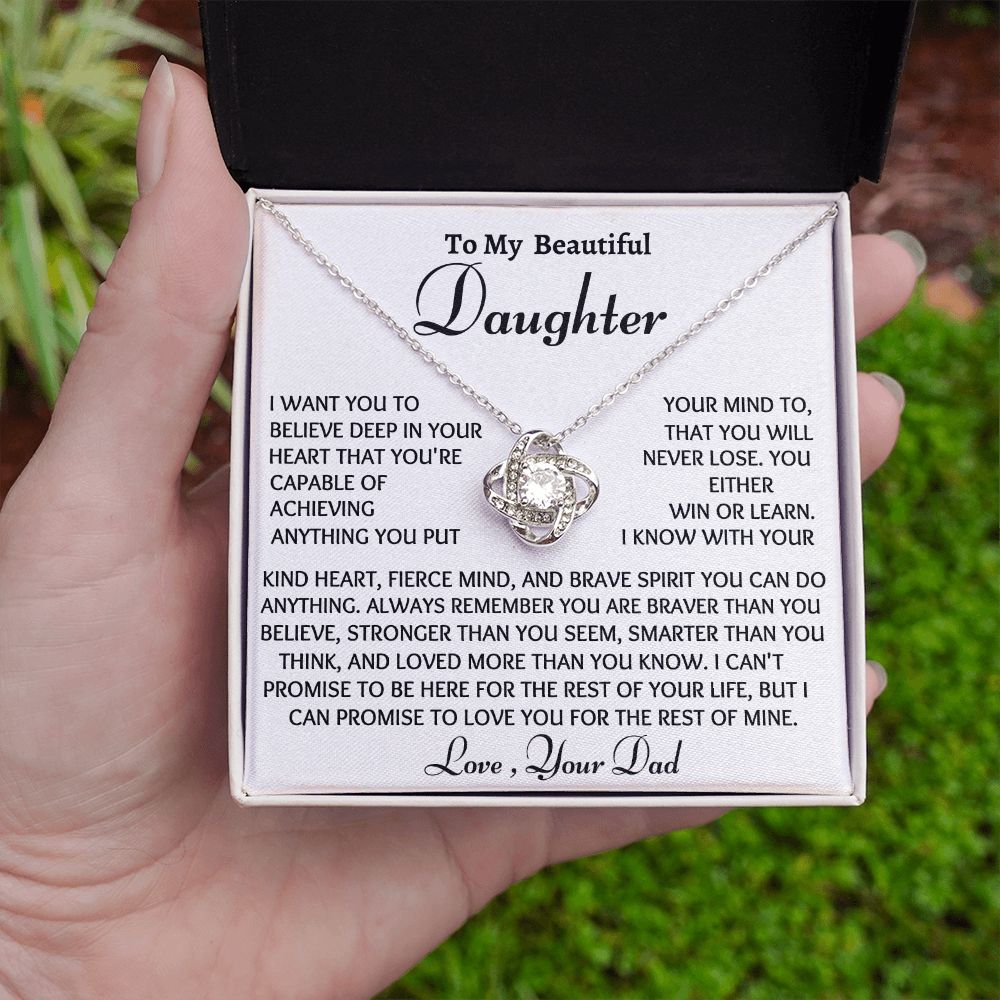 To My Beautiful
Daughter
I WANT YOU TO
BELIEVE DEEP IN YOUR
HEART THAT YOU'RE
CAPABLE OF
ACHIEVING
ANYTHING YOU PUT
YOUR MIND TO,
THAT YOU WILL
NEVER LOSE. YOU
EITHER
WIN OR LEARN.
I KNOW WITH YOUR
KIND HEART, FIERCE MIND, AND BRAVE SPIRIT YOU CAN DO
ANYTHING. ALWAYS REMEMBER YOU ARE BRAVER THAN YOU
BELIEVE, STRONGER THAN YOU SEEM, SMARTER THAN YOU
THINK, AND LOVED MORE THAN YOU KNOW. I CAN'T
PROMISE TO BE HERE FOR THE REST OF YOUR LIFE, BUT I
CAN PROMISE TO LOVE YOU FOR THE REST OF MINE.
Love , Your Dad